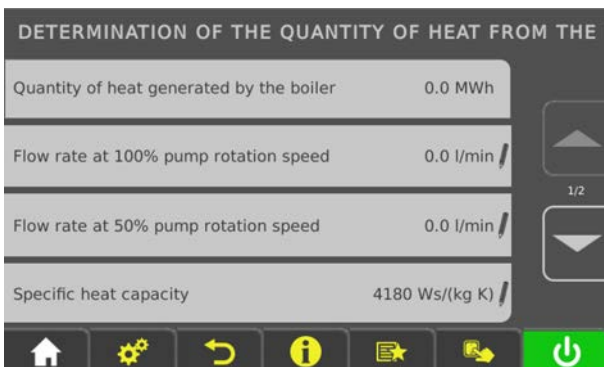 DETERMINATION OF THE QUANTITY OF HEAT FROM THE
Quantity of heat generated by the boiler 0.0 MWh
Flow rate at 100% pump rotation speed 0.0 l/min
1/2
Flow rate at 50% pump rotation speed 0.0 l/min
Specific heat capacity 4180 Ws/(kg K)